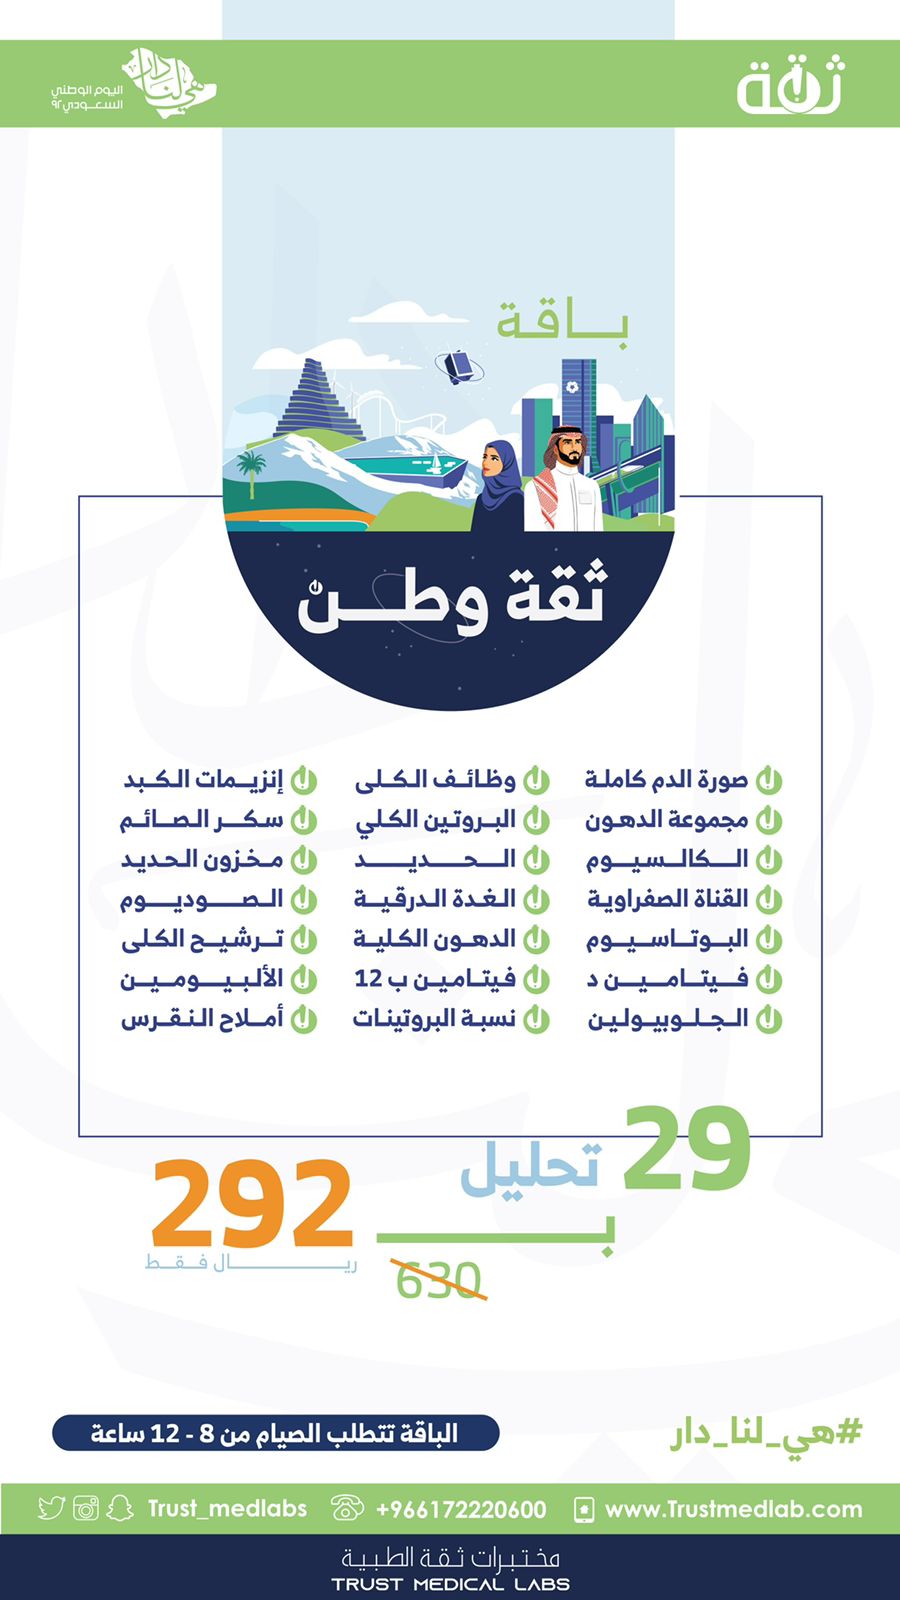 ثقة
هي لنا دار
اليوم الوطني
السعودي ٩٢
باقة
ثقة وطن
صورة الدم كاملة
وظائف الكلى
إنزيمات الكبد
مجموعة الدهون
البروتين الكلي
سكر الصائم
الكالسيوم
الحديد
مخزون الحديد
القناة الصفراوية
الغدة الدرقية
الصوديوم
البوتاسيوم
الدهون الكلية
ترشيح الكلى
فيتامين د
فيتامين ب 12
الألبيومين
الجلوبيولين
نسبة البروتينات
أملاح النقرس
29 تحليل
بـ
630
292
ريال فقط
#هي_لنا_دار
الباقة تتطلب الصيام من 8 - 12 ساعة
Trust_medlabs +966172220600 www.Trustmedlab.com
مختبرات ثقة الطبية
TRUST MEDICAL LABS